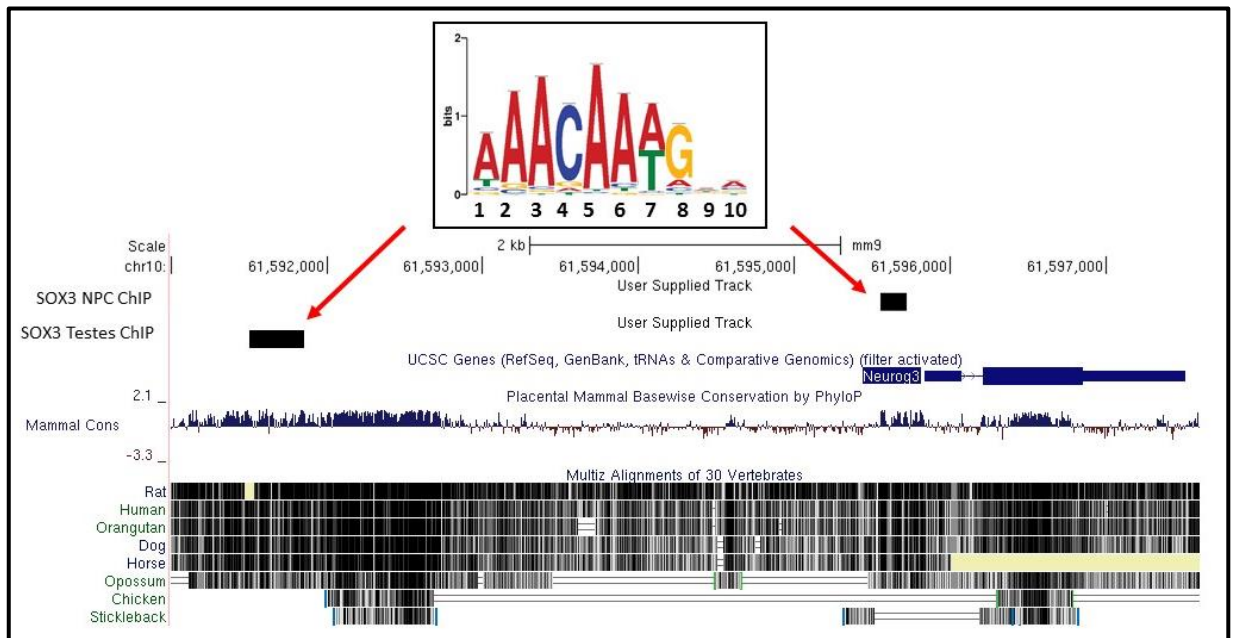 2
bits
1
AAACAAAG
T
0
1 2 3 4 5 6 7 8 9 10
Scale 2 kb mm9
chr10: 61,592,000 61,593,000 61,594,000 61,595,000 61,596,000 61,597,000
User Supplied Track
SOX3 NPC ChIP
User Supplied Track
SOX3 Testes ChIP
UCSC Genes (RefSeq, GenBank, tRNAs & Comparative Genomics) (filter activated)
Neurog3
Placental Mammal Basewise Conservation by PhyloP
2.1 _
Mammal Cons
-3.3 _
Multiz Alignments of 30 Vertebrates
Rat
Human
Orangutan
Dog
Horse
Opossum
Chicken
Stickleback